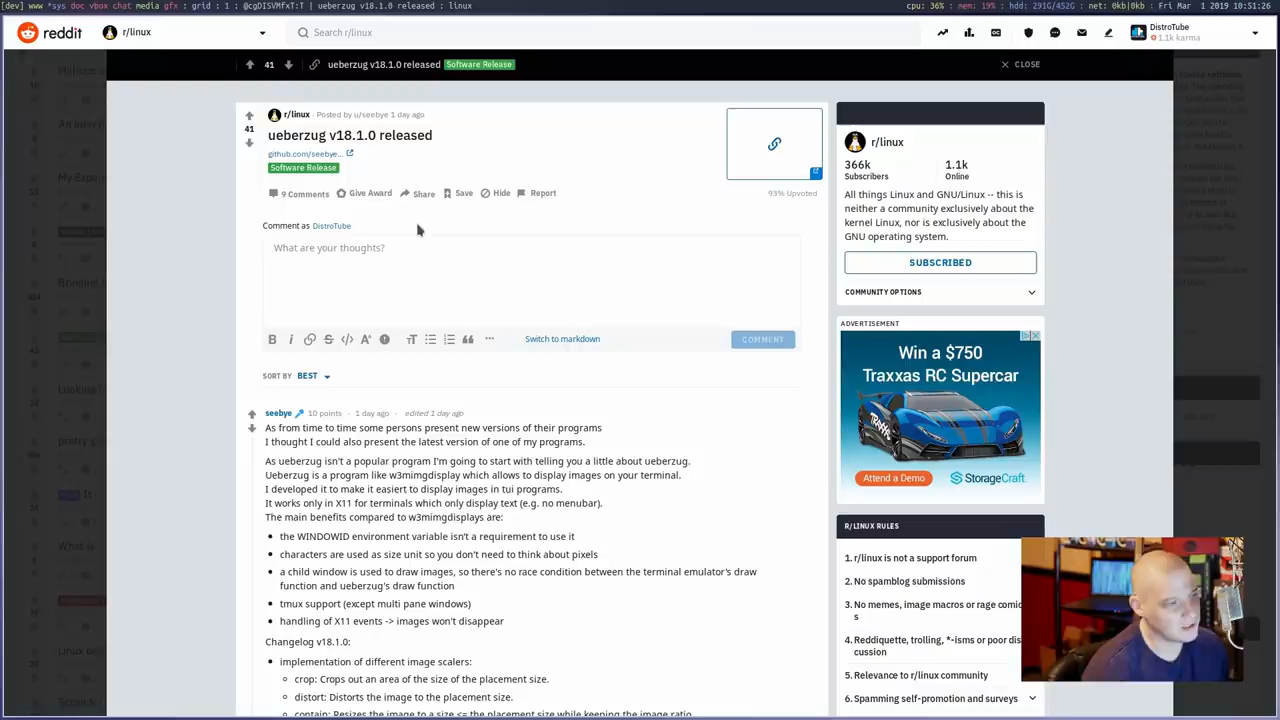 [dev] www *sys doc vbox chat media gfx : grid : 1 : @cgDISVMfxT:T | ueberzug v18.1.0 released : linux
cpu: 36% : mem: 19% : hdd: 291G/452G : net: 0kb|0kb : Fri Mar 1 2019 10:51:26
reddit
r/linux
Search r/linux
DistroTube
1.1k karma
41
ueberzug v18.1.0 released
Software Release
CLOSE
r/linux · Posted by u/seebye 1 day ago
41
ueberzug v18.1.0 released
github.com/seebye...
Software Release
9 Comments
Give Award
Share
Save
Hide
Report
93% Upvoted
Comment as DistroTube
What are your thoughts?
Switch to markdown
COMMENT
SORT BY BEST
seebye 10 points · 1 day ago · edited 1 day ago
As from time to time some persons present new versions of their programs
I thought I could also present the latest version of one of my programs.
As ueberzug isn't a popular program I'm going to start with telling you a little about ueberzug.
Ueberzug is a program like w3mimgdisplay which allows to display images on your terminal.
I developed it to make it easiert to display images in tui programs.
It works only in X11 for terminals which only display text (e.g. no menubar).
The main benefits compared to w3mimgdisplays are:
the WINDOWID environment variable isn't a requirement to use it
characters are used as size unit so you don't need to think about pixels
a child window is used to draw images, so there's no race condition between the terminal emulator's draw
function and ueberzug's draw function
tmux support (except multi pane windows)
handling of X11 events -> images won't disappear
Changelog v18.1.0:
implementation of different image scalers:
crop: Crops out an area of the size of the placement size.
distort: Distorts the image to the placement size.
contain: Resizes the image to a size <= the placement size while keeping the image ratio.
r/linux
366k
Subscribers
1.1k
Online
All things Linux and GNU/Linux -- this is
neither a community exclusively about the
kernel Linux, nor is exclusively about the
GNU operating system.
SUBSCRIBED
COMMUNITY OPTIONS
ADVERTISEMENT
Win a $750
Traxxas RC Supercar
Attend a Demo
StorageCraft
R/LINUX RULES
1. r/linux is not a support forum
2. No spamblog submissions
3. No memes, image macros or rage comic
s
4. Reddiquette, trolling, *-isms or poor dis
cussion
5. Relevance to r/linux community
6. Spamming self-promotion and surveys